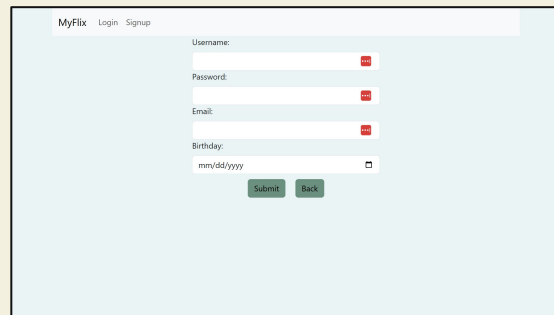 MyFlix Login Signup
Username:
Password:
Email:
Birthday:
mm/dd/yyyy
Submit Back